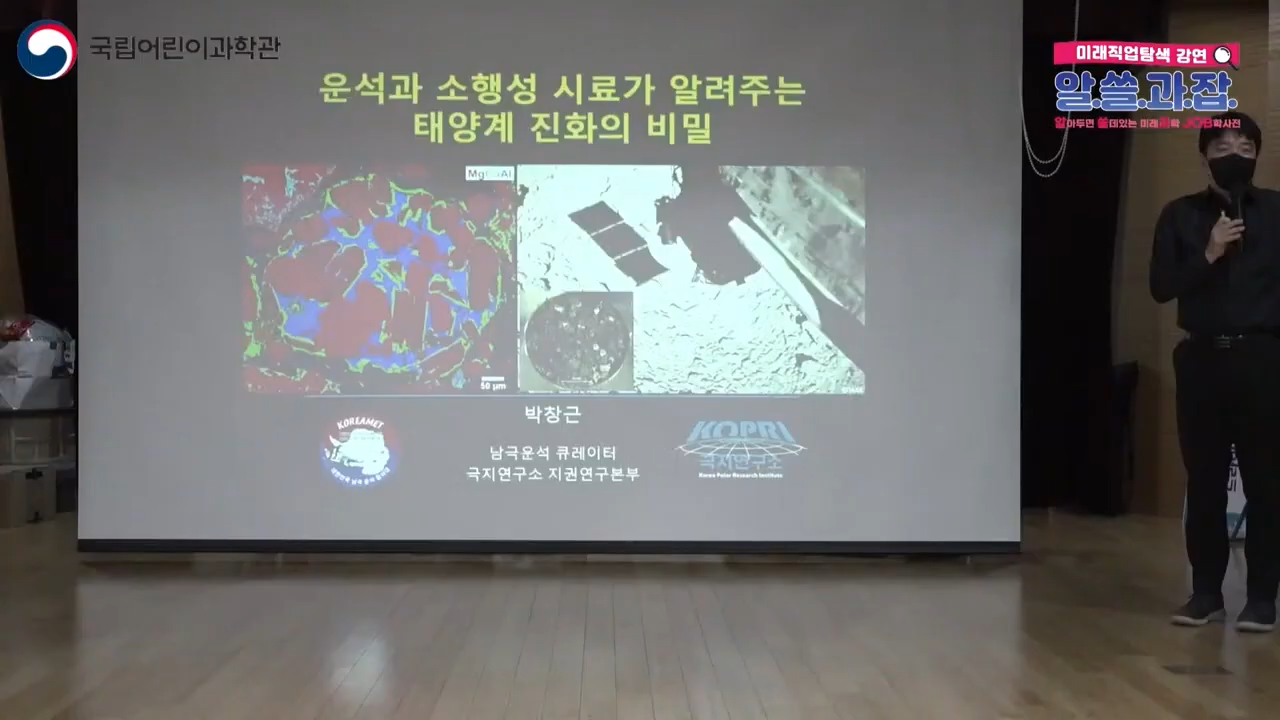 국립어린이과학관
미래직업탐색 강연
알.쓸.과.잡.
알아두면 쓸데있는 미래과학 JOB학사전
운석과 소행성 시료가 알려주는
태양계 진화의 비밀
50 μm
박창근
남극운석 큐레이터
극지연구소 지권연구본부
KOREAMET
KOPRI
극지연구소
Korea Polar Research Institute